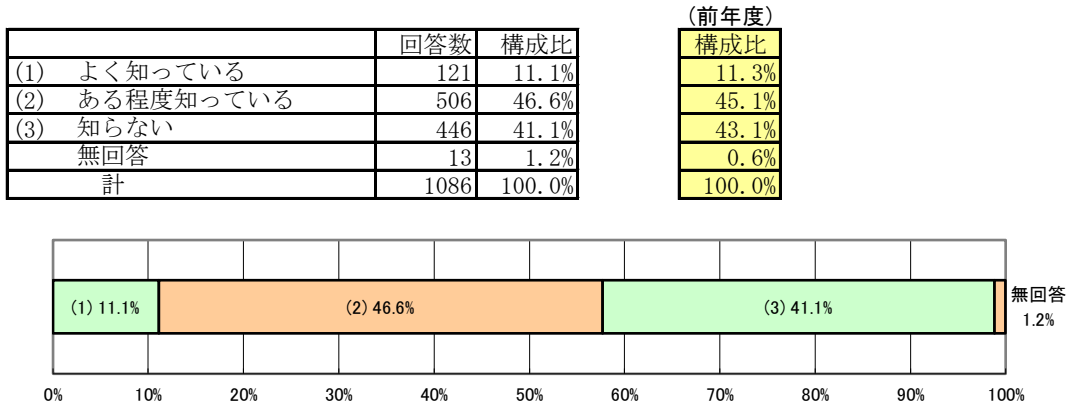 (前年度)
回答数 構成比 構成比
(1) よく知っている 121 11.1% 11.3%
(2) ある程度知っている 506 46.6% 45.1%
(3) 知らない 446 41.1% 43.1%
無回答 13 1.2% 0.6%
計 1086 100.0% 100.0%
(1) 11.1% (2) 46.6% (3) 41.1% 無回答
1.2%
0% 10% 20% 30% 40% 50% 60% 70% 80% 90% 100%